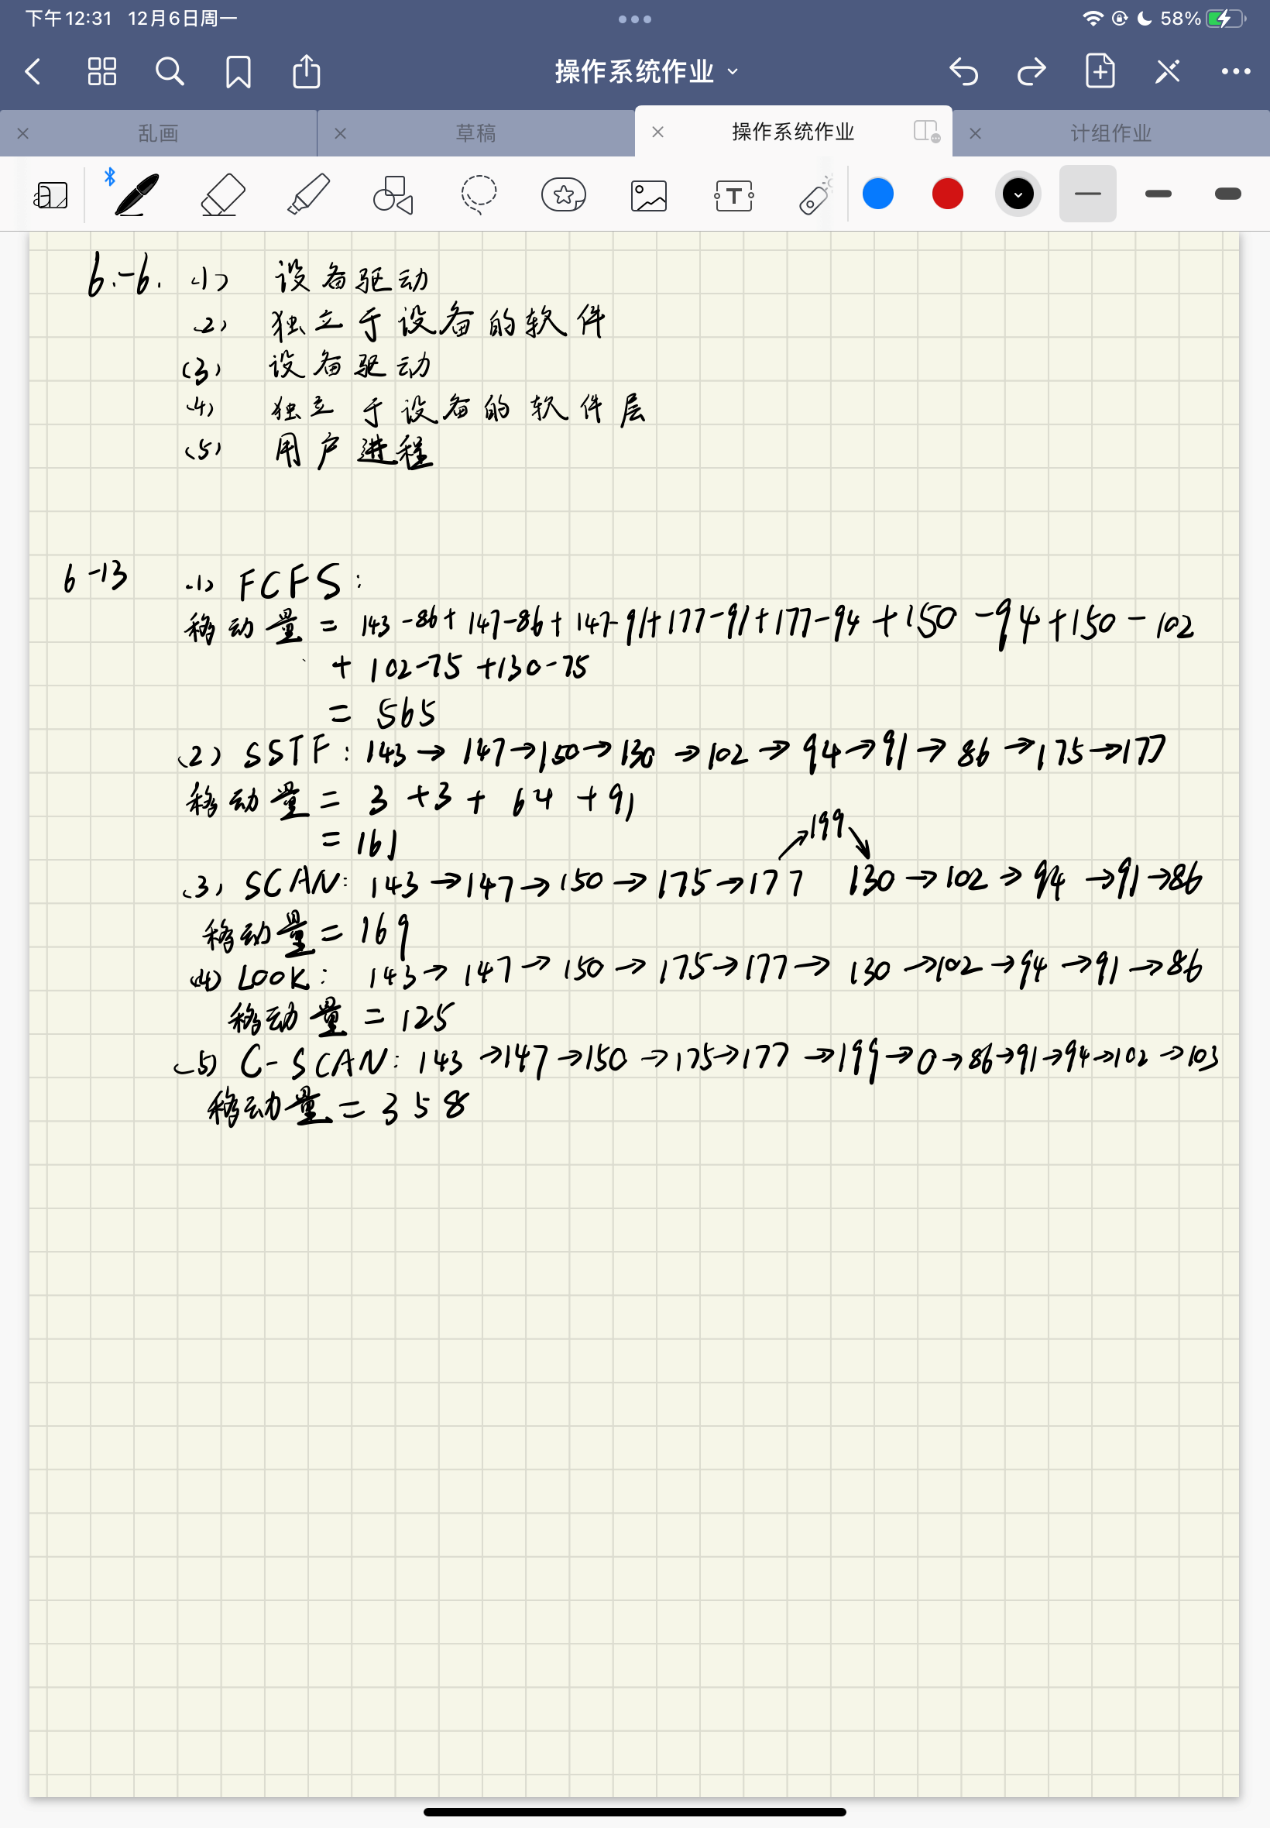 下午12:31 12月6日周一
58%
操作系统作业
乱画
草稿
操作系统作业
计组作业
6.-6. (1) 设备驱动
(2) 独立于设备的软件
(3) 设备驱动
(4) 独立于设备的软件层
(5) 用户进程
6-13 (1) FCFS:
移动量 = 143-86+147-86+147-91+177-91+177-94+150-94+150-102
+102-75+130-75
= 565
(2) SSTF: 143→147→150→130→102→94→91→86→175→177
移动量 = 3+3+64+91
= 161
199
(3) SCAN: 143→147→150→175→177 130→102→94→91→86
移动量 = 169
(4) LOOK: 143→147→150→175→177→130→102→94→91→86
移动量 = 125
(5) C-SCAN: 143→147→150→175→177→199→0→86→91→94→102→103
移动量 = 358